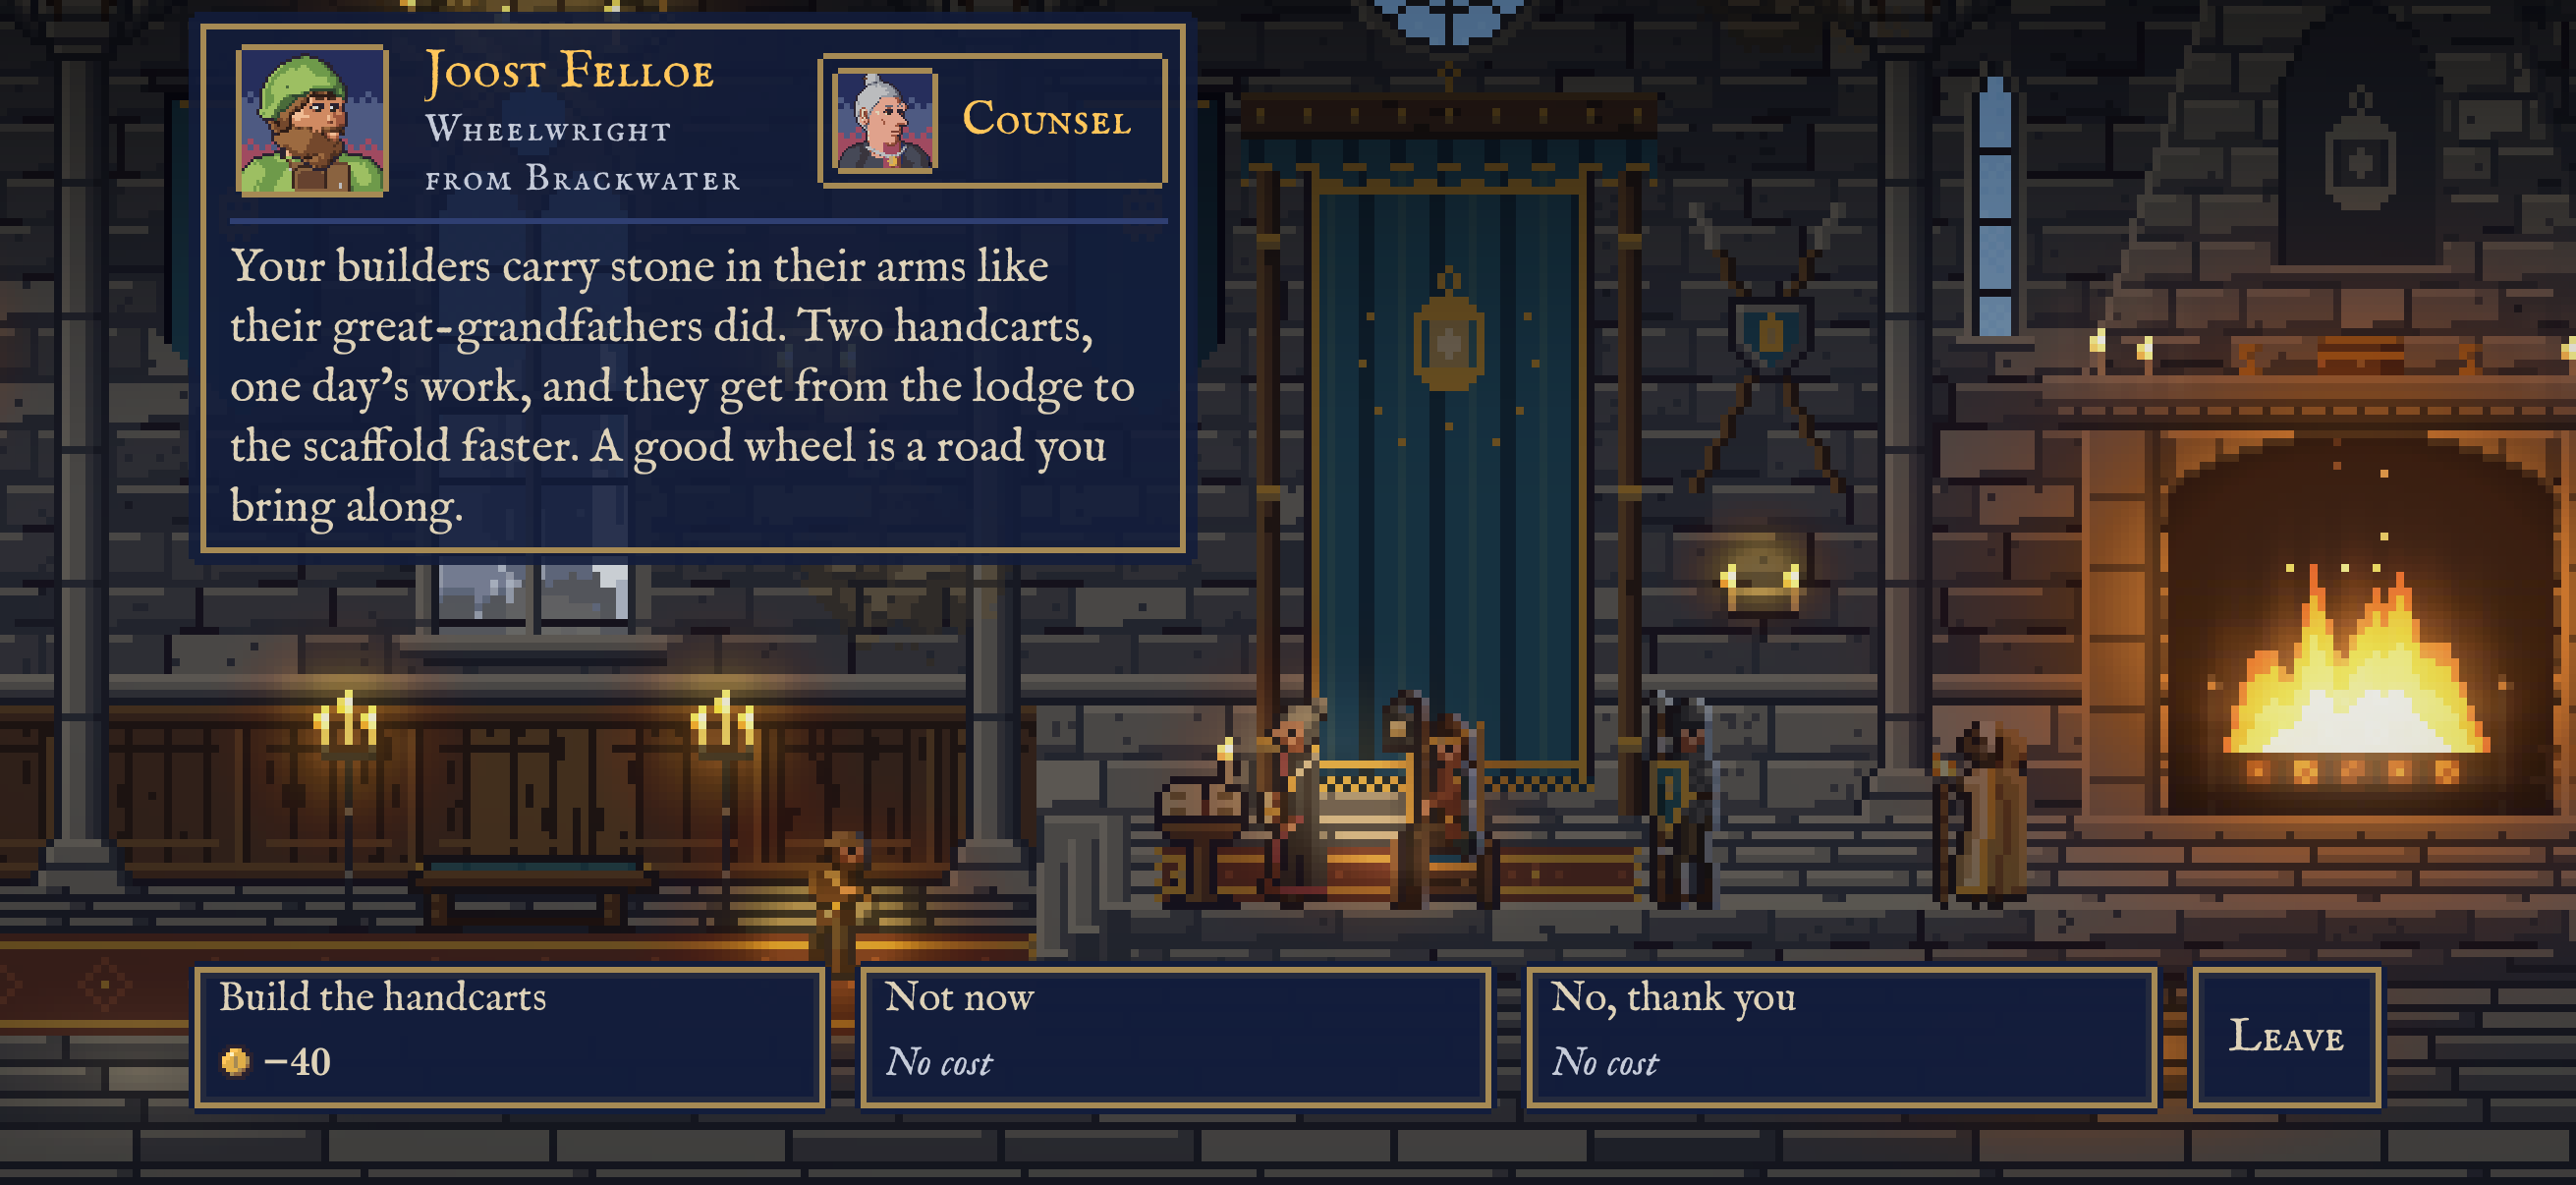 Joost Felloe
Wheelwright
from Brackwater
Counsel
Your builders carry stone in their arms like
their great-grandfathers did. Two handcarts,
one day’s work, and they get from the lodge to
the scaffold faster. A good wheel is a road you
bring along.
Build the handcarts
−40
Not now
No cost
No, thank you
No cost
Leave